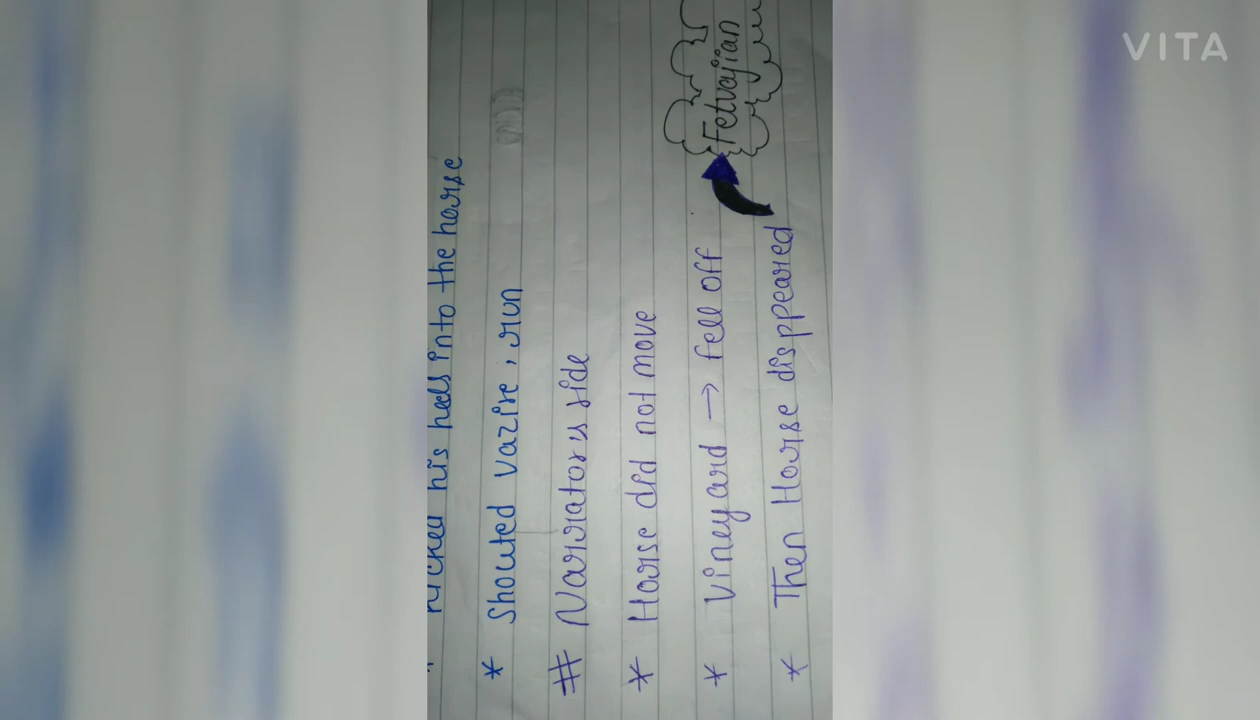 * kicked his heels into the horse
* Shouted vazire , run
# Narrator's side
* Horse did not move
* Vineyard → fell off
* Then Horse disppeared
Fetvajian
VITA